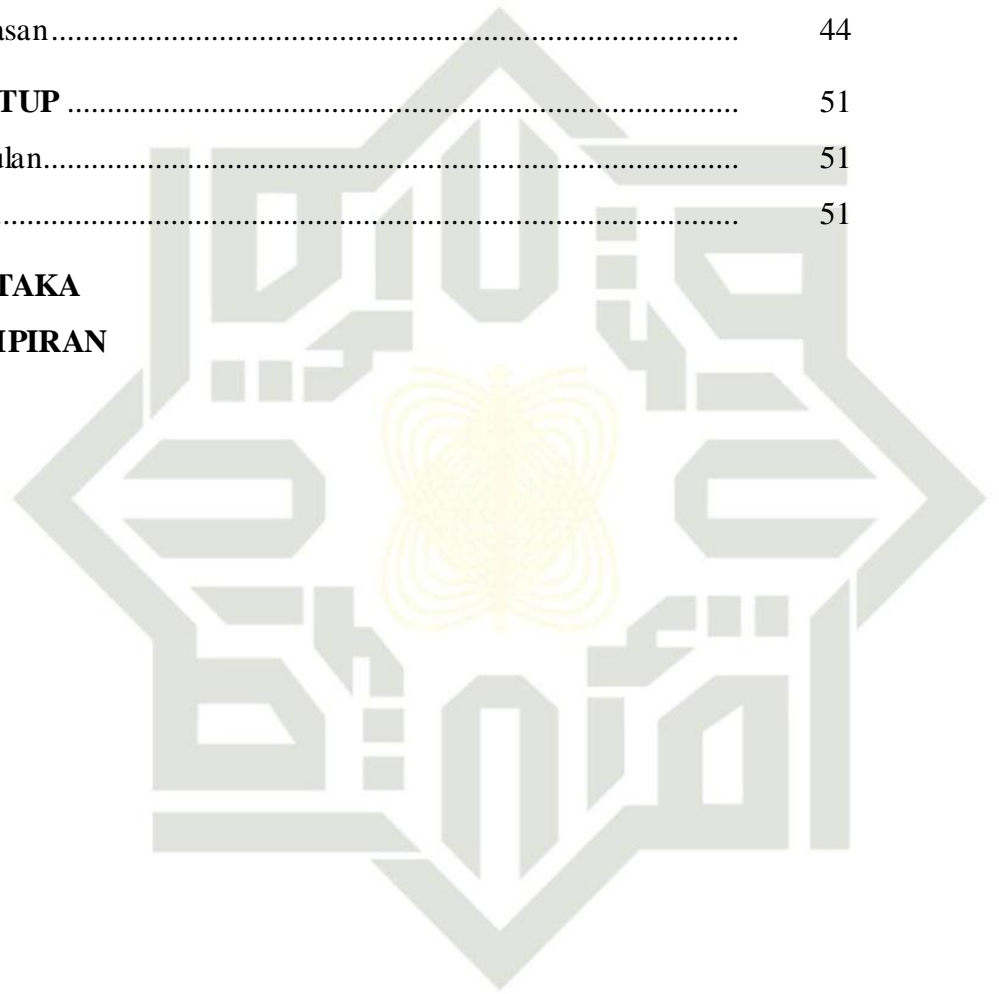 asan.................................................................................... 44
TUP .................................................................................. 51
ulan..................................................................................... 51
.......................................................................................... 51
TAKA
IPIRAN